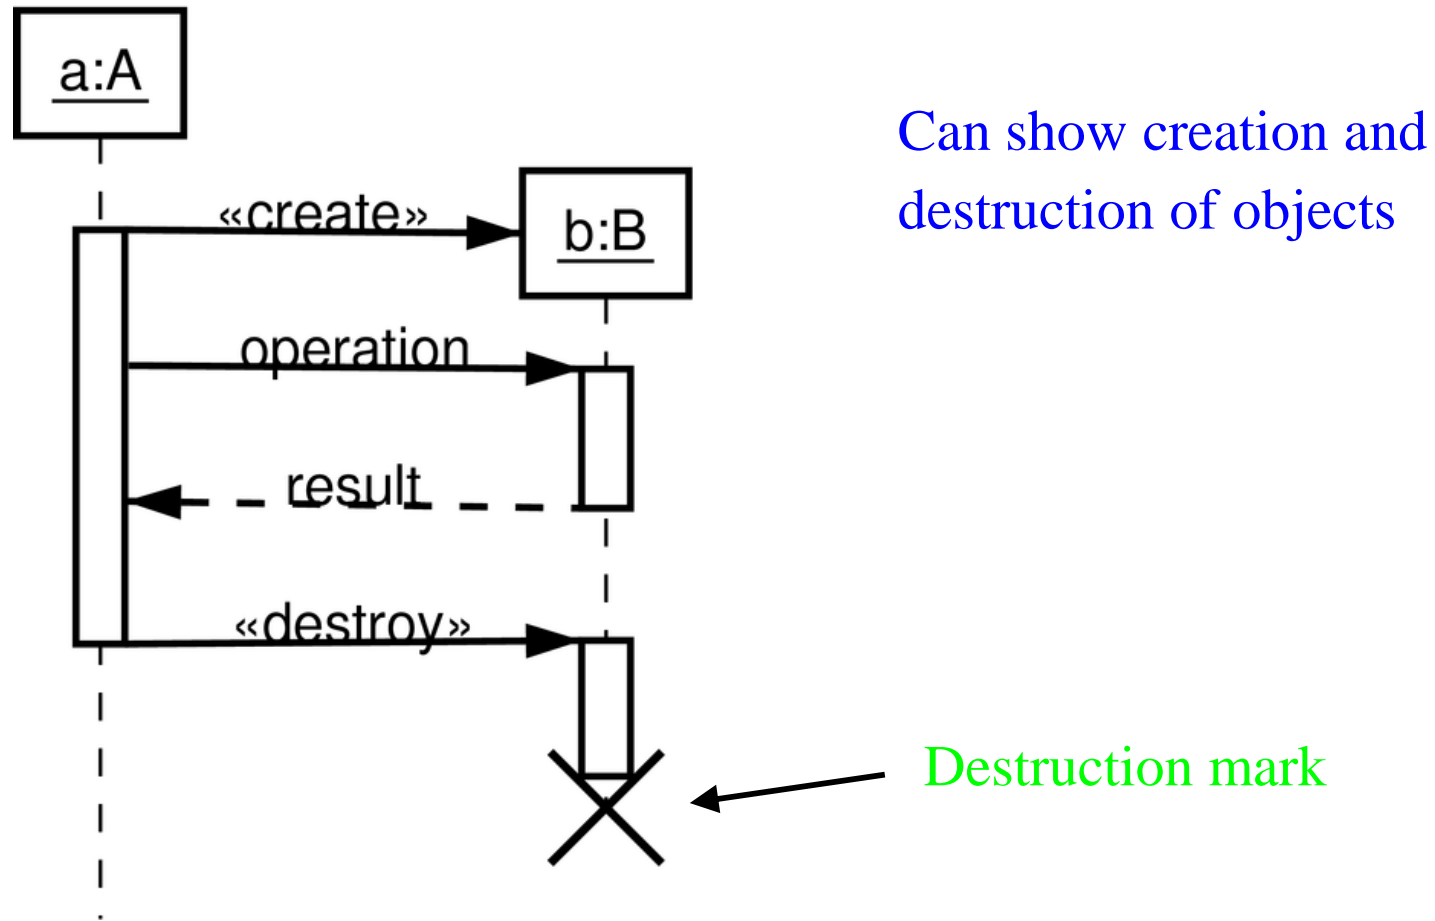 a:A
Can show creation and
destruction of objects
«create»
b:B
operation
result
«destroy»
Destruction mark